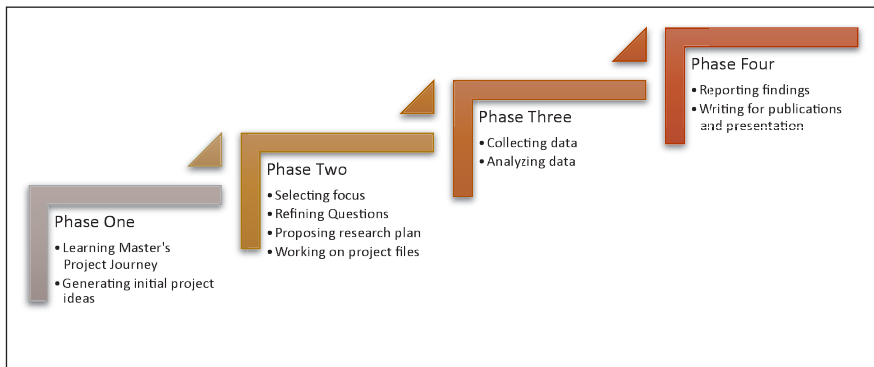 Phase One
• Learning Master's
Project Journey
• Generating initial project
ideas
Phase Two
• Selecting focus
• Refining Questions
• Proposing research plan
• Working on project files
Phase Three
• Collecting data
• Analyzing data
Phase Four
• Reporting findings
• Writing for publications
and presentation